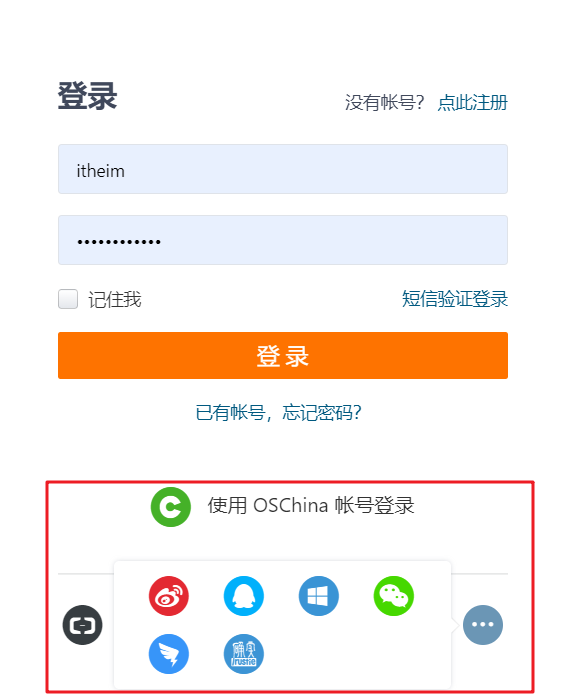 登录
没有帐号? 点此注册
itheim
••••••••••••
记住我
短信验证登录
登 录
已有帐号，忘记密码?
使用 OSChina 帐号登录